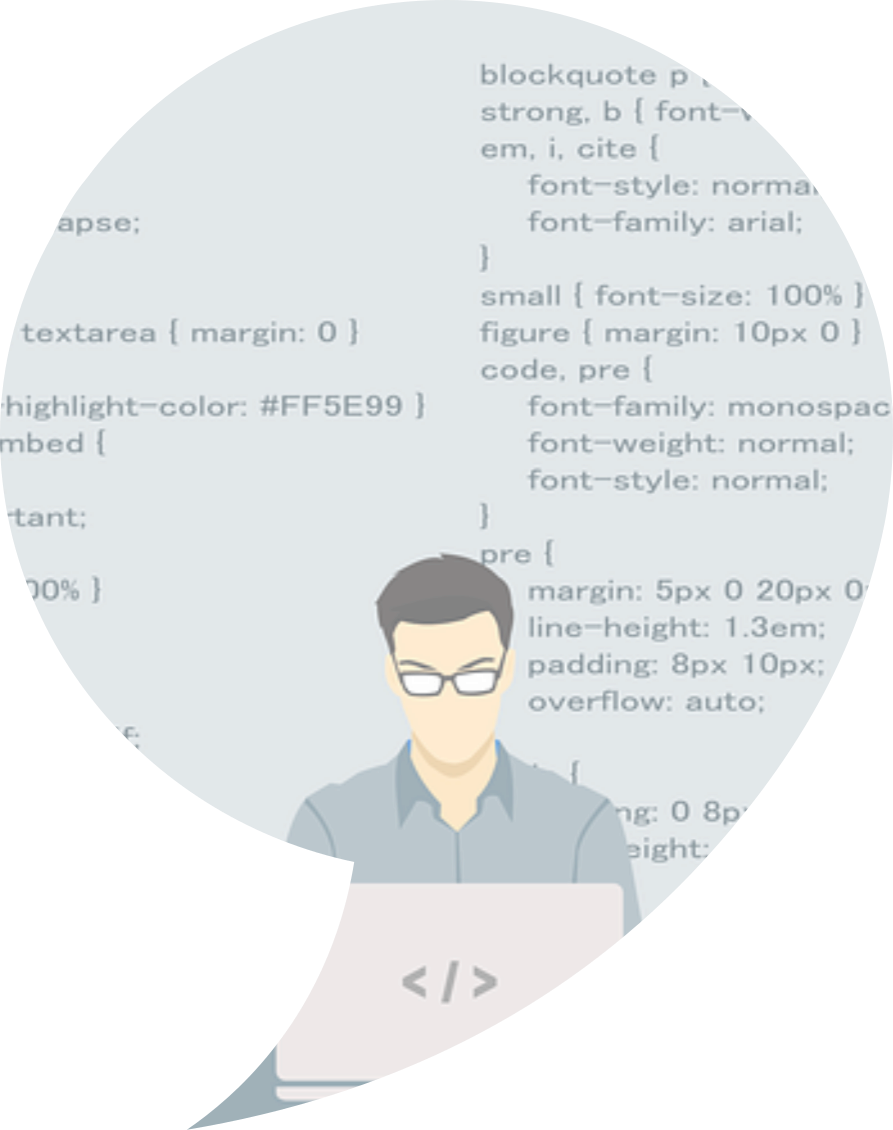 apse;
textarea { margin: 0 }
highlight-color: #FF5E99 }
mbed {
rtant;
00% }
blockquote p {
strong, b { font-w
em, i, cite {
font-style: normal
font-family: arial;
}
small { font-size: 100% }
figure { margin: 10px 0 }
code, pre {
font-family: monospac
font-weight: normal;
font-style: normal;
}
pre {
margin: 5px 0 20px 0;
line-height: 1.3em;
padding: 8px 10px;
overflow: auto;
{
ng: 0 8p
eight:
</>